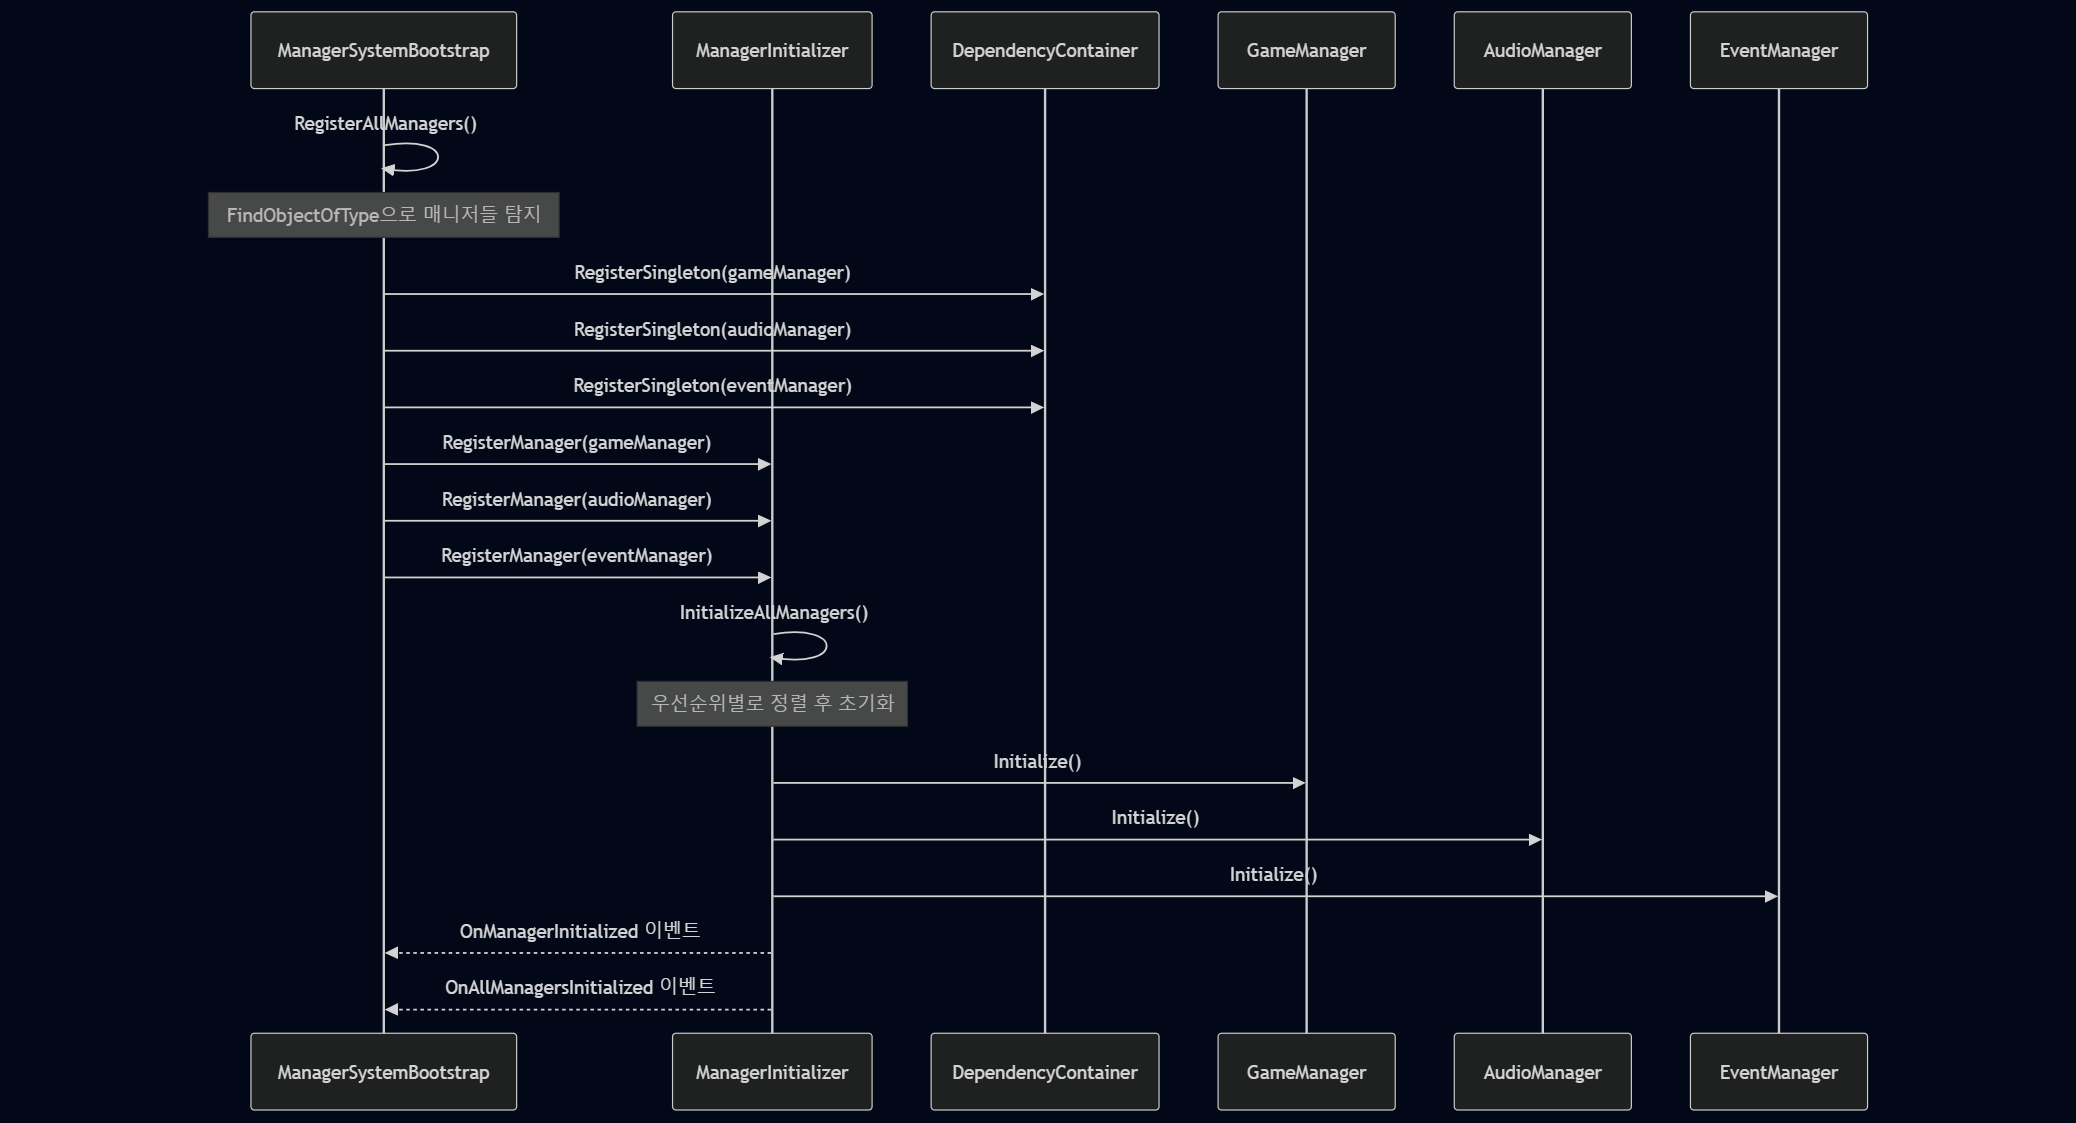 ManagerSystemBootstrap
ManagerInitializer
DependencyContainer
GameManager
AudioManager
EventManager
RegisterAllManagers()
FindObjectOfType으로 매니저들 탐지
RegisterSingleton(gameManager)
RegisterSingleton(audioManager)
RegisterSingleton(eventManager)
RegisterManager(gameManager)
RegisterManager(audioManager)
RegisterManager(eventManager)
InitializeAllManagers()
우선순위별로 정렬 후 초기화
Initialize()
Initialize()
Initialize()
OnManagerInitialized 이벤트
OnAllManagersInitialized 이벤트
ManagerSystemBootstrap
ManagerInitializer
DependencyContainer
GameManager
AudioManager
EventManager